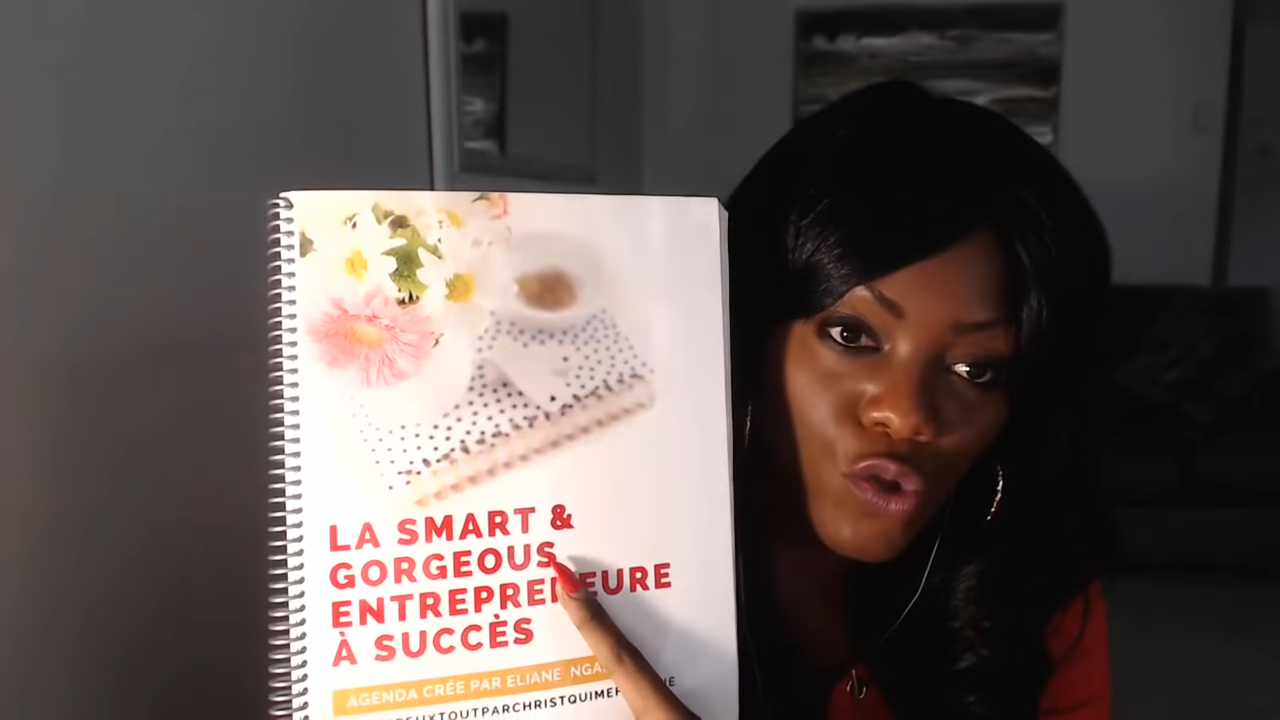 LA SMART &
GORGEOUS
ENTREPRENEURE
À SUCCÈS
AGENDA CRÉE PAR ELIANE